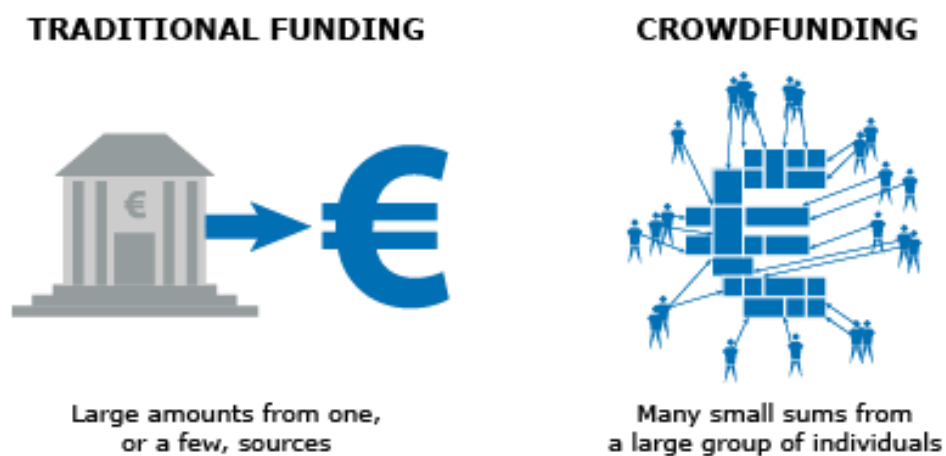 TRADITIONAL FUNDING
€
€
Large amounts from one,
or a few, sources
CROWDFUNDING
Many small sums from
a large group of individuals